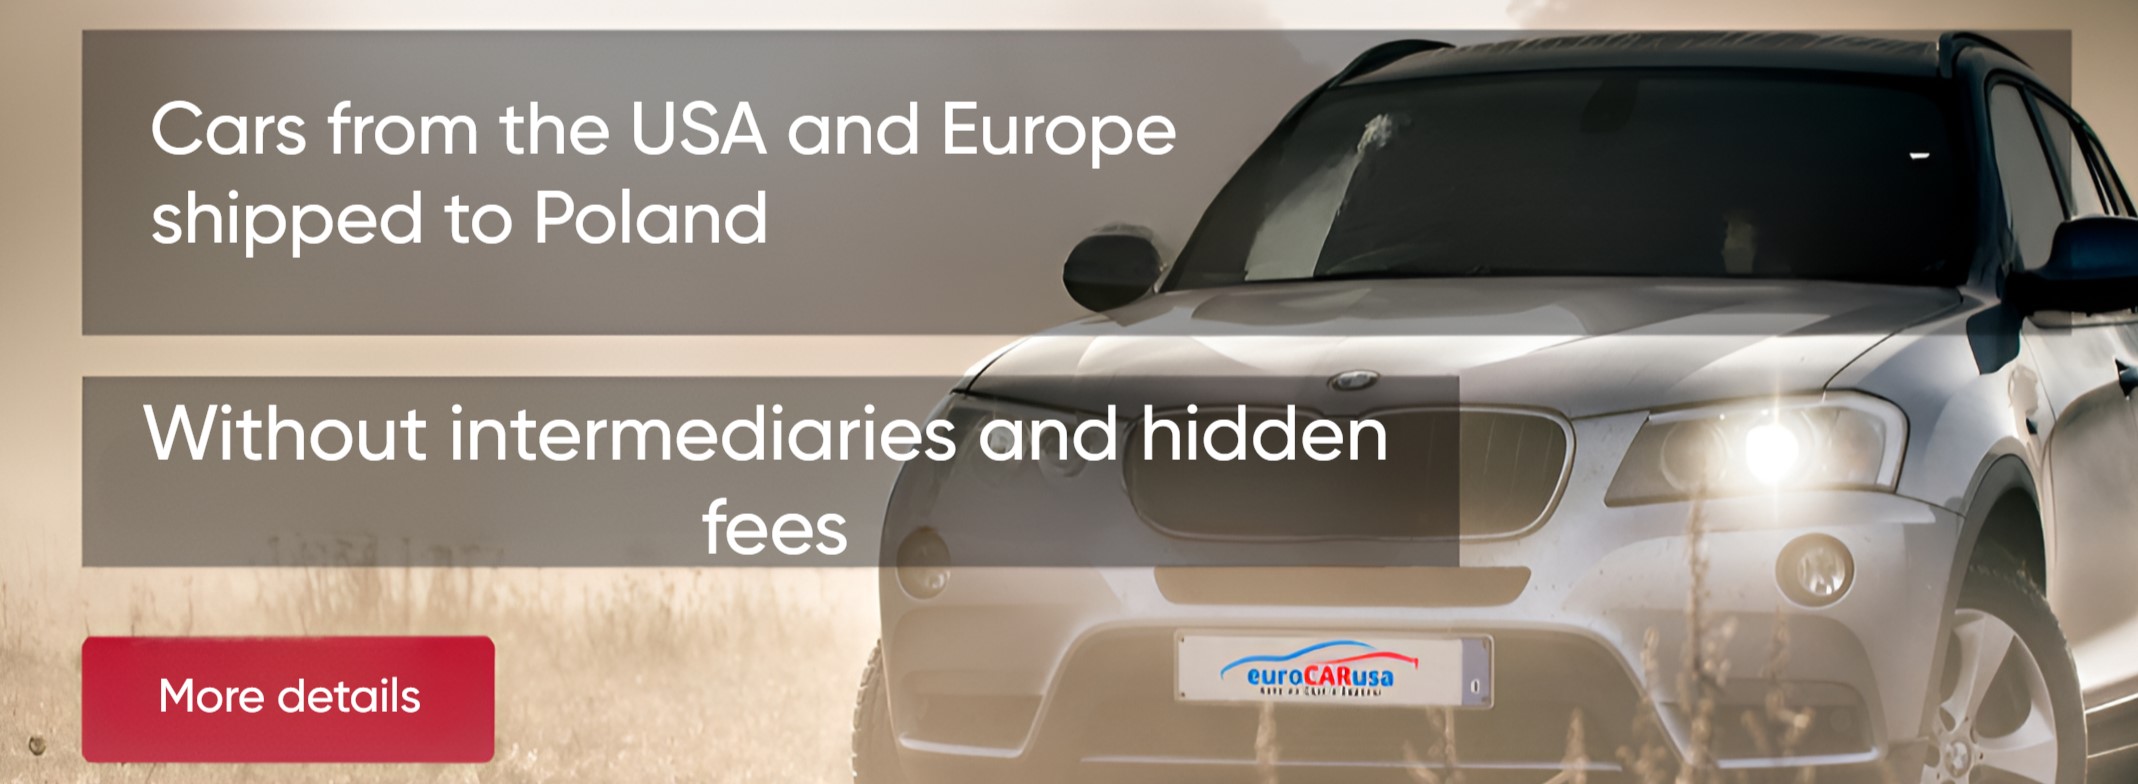 Cars from the USA and Europe
shipped to Poland
Without intermediaries and hidden
fees
More details
euroCARusa